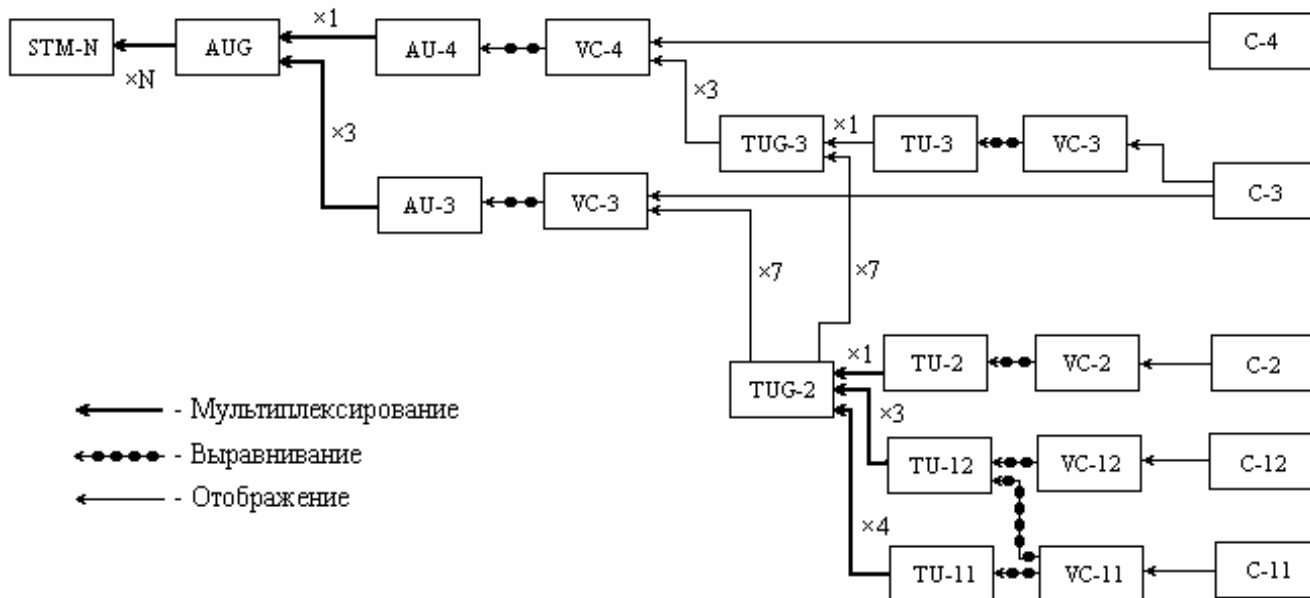 ×1
STM-N
AUG
AU-4
VC-4
C-4
×N
×3
×3
×1
TUG-3
TU-3
VC-3
AU-3
VC-3
C-3
×7
×7
×1
TU-2
VC-2
C-2
TUG-2
×3
- Мультиплексирование
- Выравнивание
TU-12
VC-12
C-12
- Отображение
×4
TU-11
VC-11
C-11